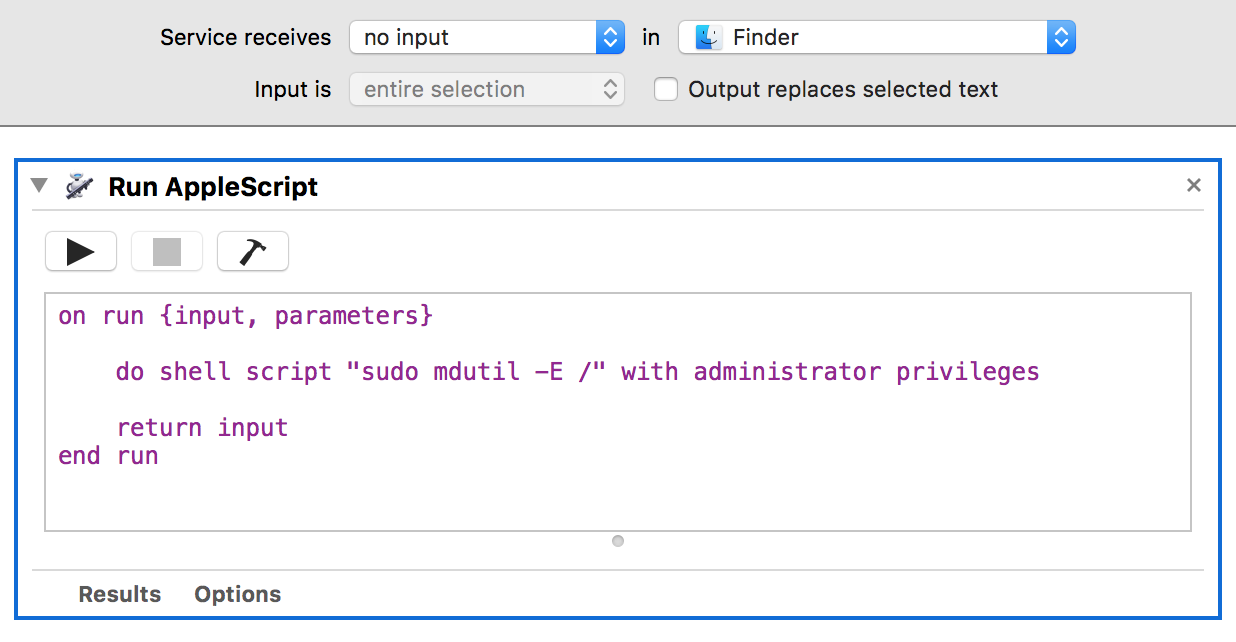 Service receives no input in Finder
Input is entire selection Output replaces selected text
Run AppleScript
on run {input, parameters}
do shell script "sudo mdutil -E /" with administrator privileges
return input
end run
Results Options